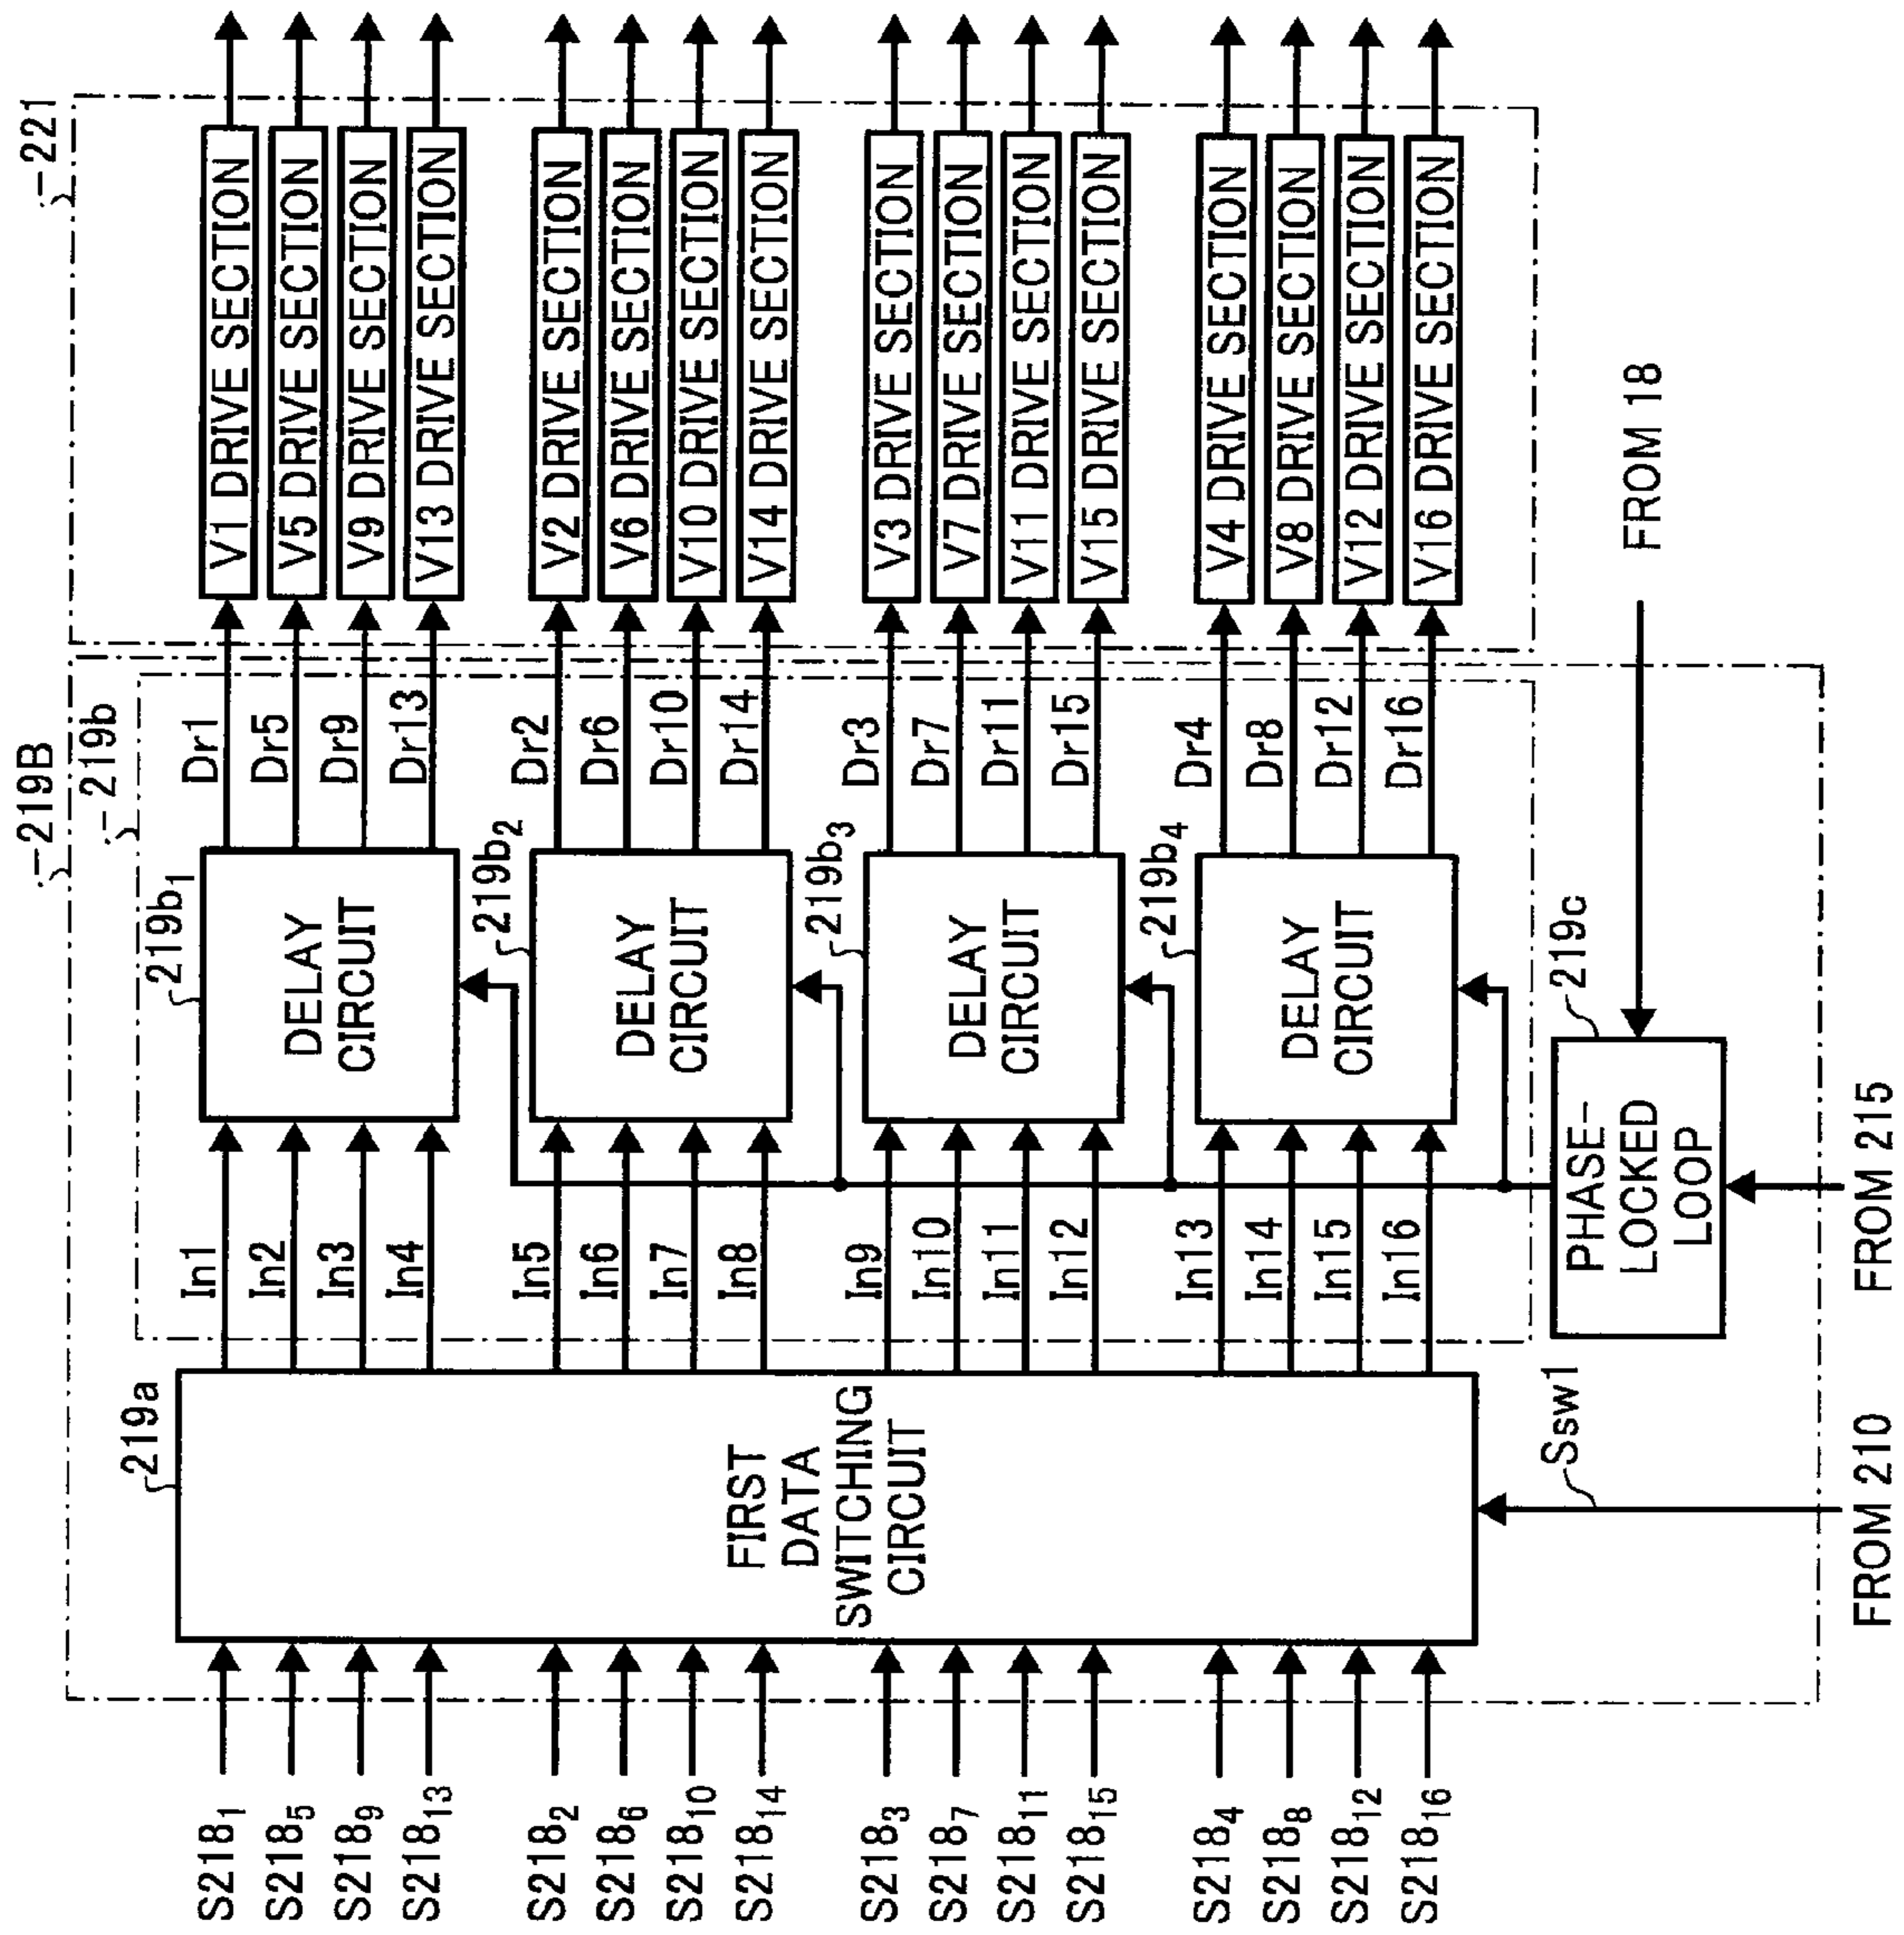 219B
219b
221
219a
219b1
219b2
219b3
219b4
219c
S2181
S2185
S2189
S21813
S2182
S2186
S21810
S21814
S2183
S2187
S21811
S21815
S2184
S2188
S21812
S21816
FIRST
DATA
SWITCHING
CIRCUIT
In1
In2
In3
In4
In5
In6
In7
In8
In9
In10
In11
In12
In13
In14
In15
In16
DELAY
CIRCUIT
DELAY
CIRCUIT
DELAY
CIRCUIT
DELAY
CIRCUIT
Dr1
Dr5
Dr9
Dr13
Dr2
Dr6
Dr10
Dr14
Dr3
Dr7
Dr11
Dr15
Dr4
Dr8
Dr12
Dr16
V1 DRIVE SECTION
V5 DRIVE SECTION
V9 DRIVE SECTION
V13 DRIVE SECTION
V2 DRIVE SECTION
V6 DRIVE SECTION
V10 DRIVE SECTION
V14 DRIVE SECTION
V3 DRIVE SECTION
V7 DRIVE SECTION
V11 DRIVE SECTION
V15 DRIVE SECTION
V4 DRIVE SECTION
V8 DRIVE SECTION
V12 DRIVE SECTION
V16 DRIVE SECTION
Ssw1
PHASE-
LOCKED
LOOP
FROM 18
FROM 210
FROM 215